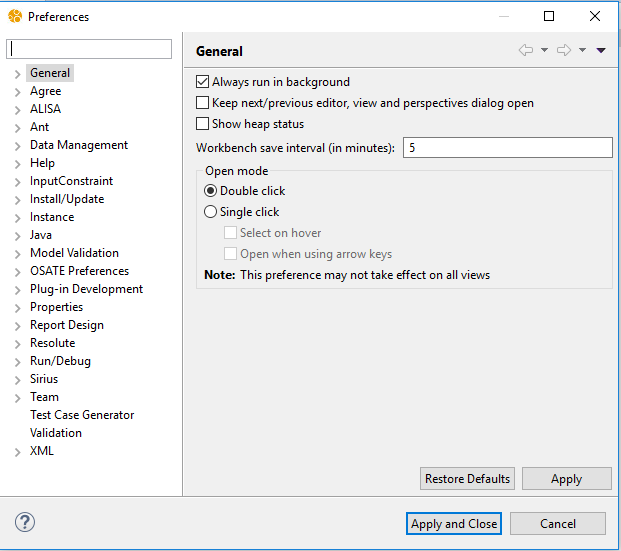 Preferences
General
Agree
ALISA
Ant
Data Management
Help
InputConstraint
Install/Update
Instance
Java
Model Validation
OSATE Preferences
Plug-in Development
Properties
Report Design
Resolute
Run/Debug
Sirius
Team
Test Case Generator
Validation
XML
General
Always run in background
Keep next/previous editor, view and perspectives dialog open
Show heap status
Workbench save interval (in minutes): 5
Open mode
Double click
Single click
Select on hover
Open when using arrow keys
Note: This preference may not take effect on all views
Restore Defaults Apply
? Apply and Close Cancel